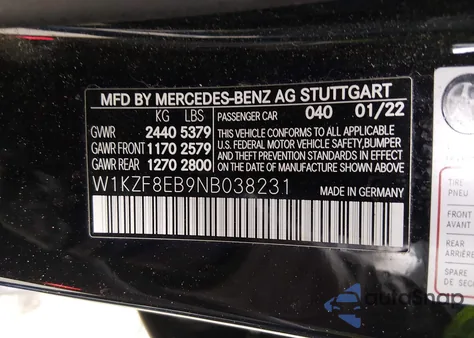 MFD BY MERCEDES-BENZ AG STUTTGART
KG LBS PASSENGER CAR 040 01/22
GVWR 2440 5379
GAWR FRONT 1170 2579
GAWR REAR 1270 2800
THIS VEHICLE CONFORMS TO ALL APPLICABLE
U.S. FEDERAL MOTOR VEHICLE SAFETY,BUMPER
AND THEFT PREVENTION STANDARDS IN EFFECT
ON THE DATE OF MANUFACTURE SHOWN ABOVE
W1KZF8EB9NB038231
MADE IN GERMANY
TIRE
PNEU
FRONT
AVANT
REAR
ARRIÈRE
SPARE
DE SEC
autoshap